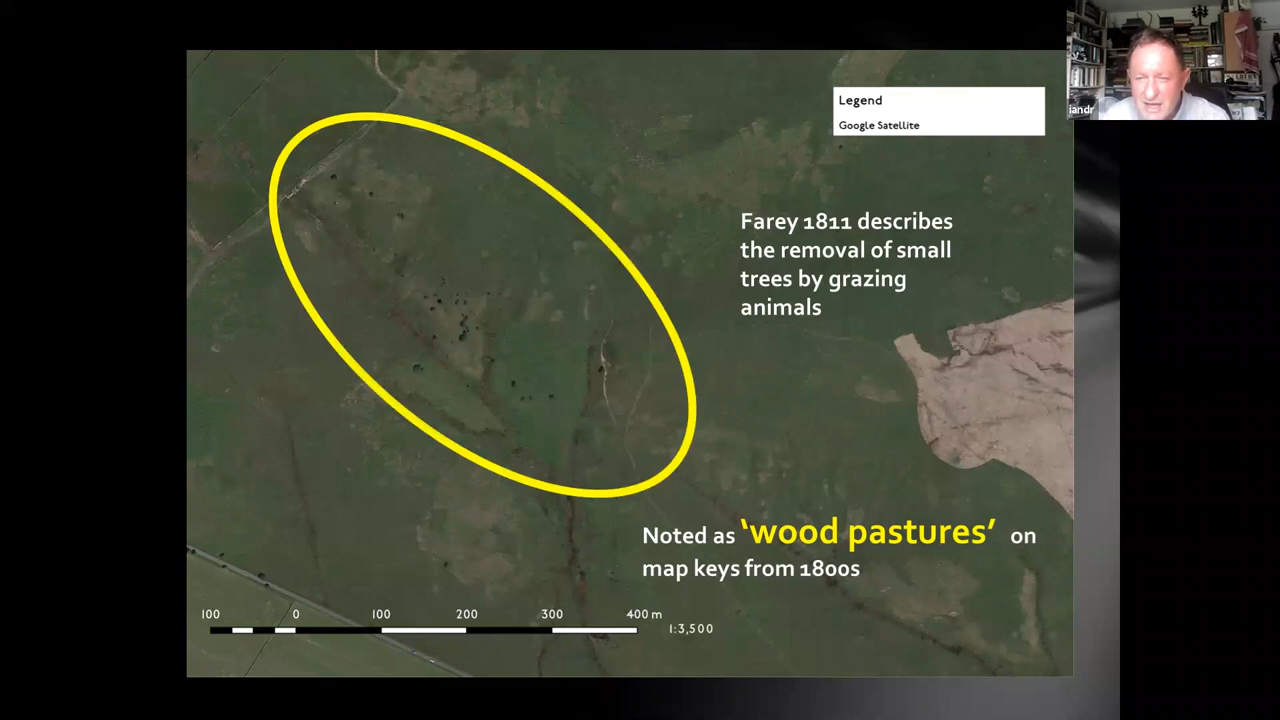 iandr
Legend
Google Satellite
Farey 1811 describes
the removal of small
trees by grazing
animals
Noted as ‘wood pastures’ on
map keys from 1800s
100 0 100 200 300 400 m
1:3,500